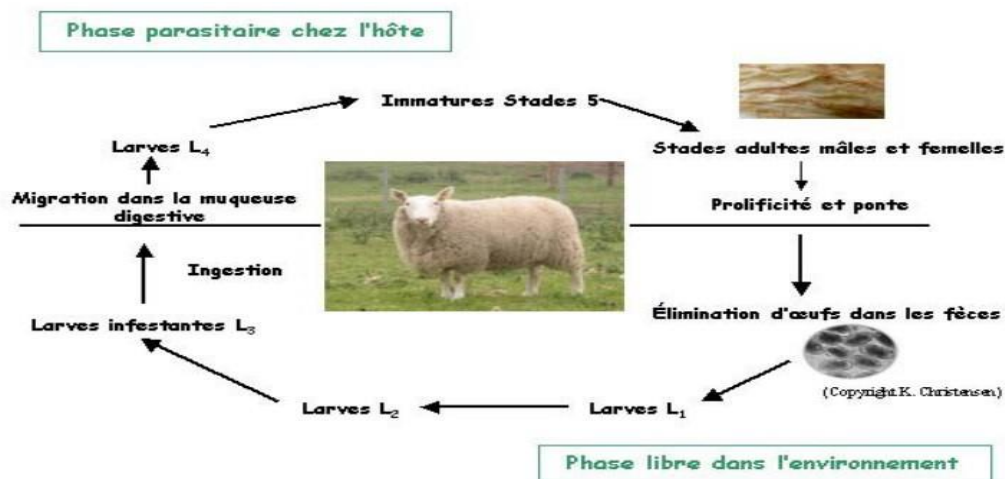 Phase parasitaire chez l'hôte
Immatures Stades 5
Larves L₄
Stades adultes mâles et femelles
Migration dans la muqueuse
digestive
Prolificité et ponte
Ingestion
Élimination d'œufs dans les fèces
Larves infestantes L₃
(Copyright K. Christensen)
Larves L₂
Larves L₁
Phase libre dans l'environnement